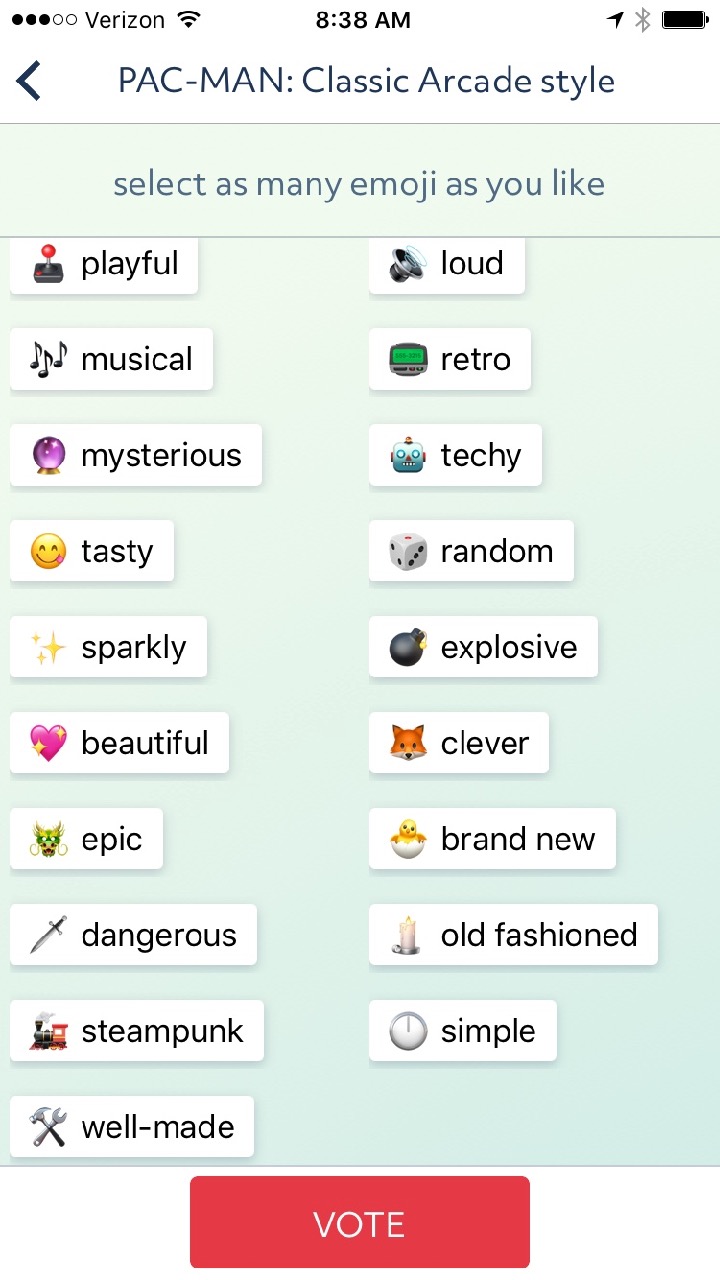 Verizon 8:38 AM
PAC-MAN: Classic Arcade style
select as many emoji as you like
playful loud
musical retro
mysterious techy
tasty random
sparkly explosive
beautiful clever
epic brand new
dangerous old fashioned
steampunk simple
well-made
VOTE